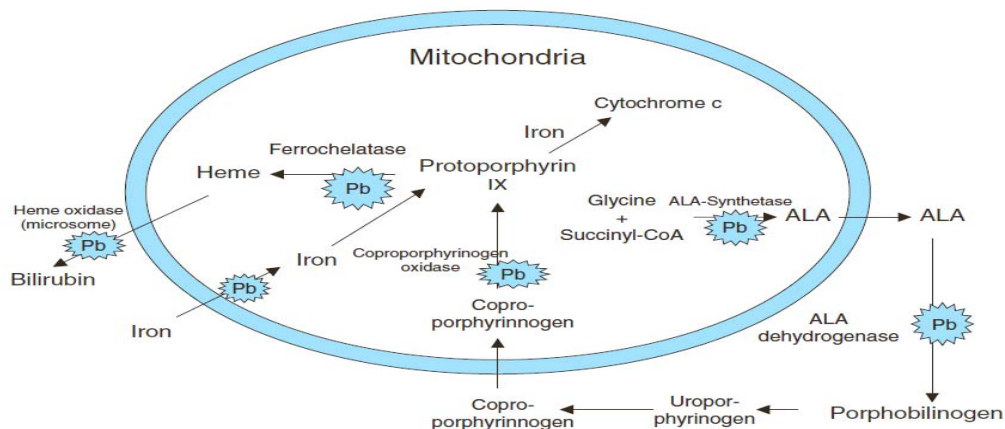 Mitochondria
Cytochrome c
Iron
Ferrochelatase
Protoporphyrin
IX
Heme
Pb
Glycine
+
Succinyl-CoA
ALA-Synthetase
Pb
ALA
ALA
Heme oxidase
(microsome)
Pb
Bilirubin
Iron
Pb
Iron
Coproporphyrinogen
oxidase
Pb
Copro-
porphyrinnogen
ALA
dehydrogenase
Pb
Copro-
porphyrinnogen
Uropor-
phyrinogen
Porphobilinogen